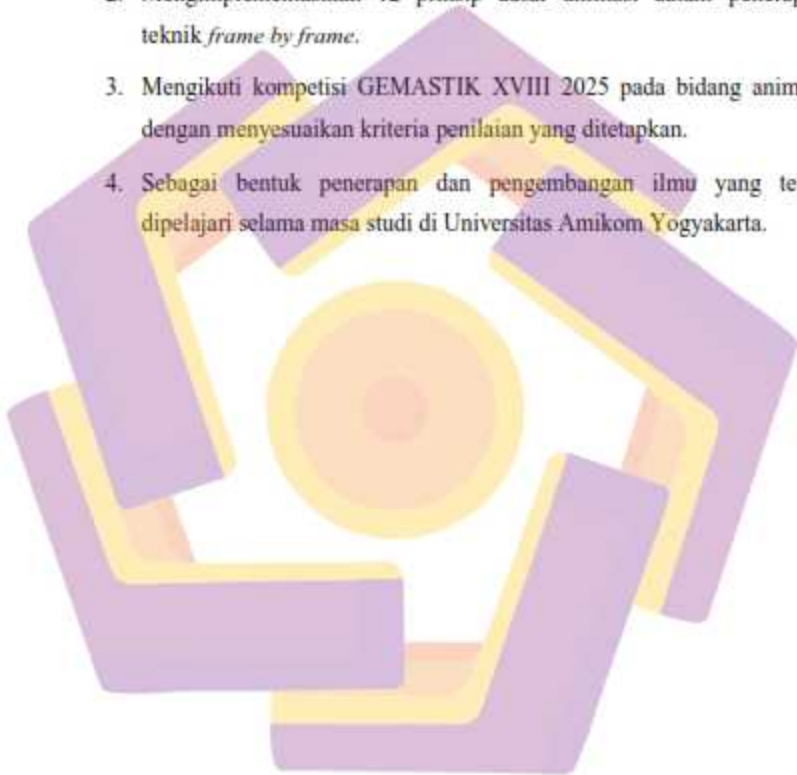 teknik frame by frame.
3. Mengikuti kompetisi GEMASTIK XVIII 2025 pada bidang anim
dengan menyesuaikan kriteria penilaian yang ditetapkan.
4. Sebagai bentuk penerapan dan pengembangan ilmu yang te
dipelajari selama masa studi di Universitas Amikom Yogyakarta.